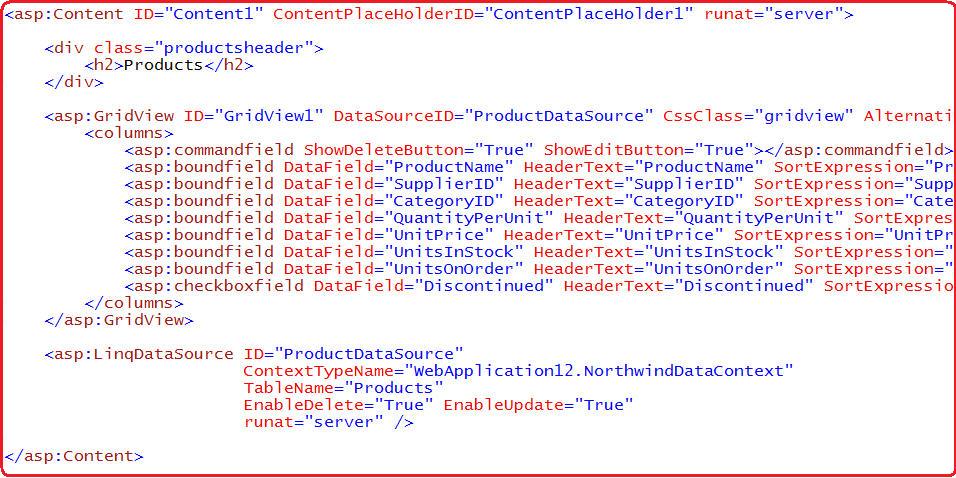 <asp:Content ID="Content1" ContentPlaceHolderID="ContentPlaceHolder1" runat="server">
<div class="productsheader">
<h2>Products</h2>
</div>
<asp:GridView ID="GridView1" DataSourceID="ProductDataSource" CssClass="gridview" Alternati
<columns>
<asp:commandfield ShowDeleteButton="True" ShowEditButton="True"></asp:commandfield>
<asp:boundfield DataField="ProductName" HeaderText="ProductName" SortExpression="Pr
<asp:boundfield DataField="SupplierID" HeaderText="SupplierID" SortExpression="Supp
<asp:boundfield DataField="CategoryID" HeaderText="CategoryID" SortExpression="Cate
<asp:boundfield DataField="QuantityPerUnit" HeaderText="QuantityPerUnit" SortExpres
<asp:boundfield DataField="UnitPrice" HeaderText="UnitPrice" SortExpression="UnitPr
<asp:boundfield DataField="UnitsInStock" HeaderText="UnitsInStock" SortExpression="
<asp:boundfield DataField="UnitsOnOrder" HeaderText="UnitsOnOrder" SortExpression="
<asp:checkboxfield DataField="Discontinued" HeaderText="Discontinued" SortExpressio
</columns>
</asp:GridView>
<asp:LinqDataSource ID="ProductDataSource"
ContextTypeName="WebApplication12.NorthwindDataContext"
TableName="Products"
EnableDelete="True" EnableUpdate="True"
runat="server" />
</asp:Content>